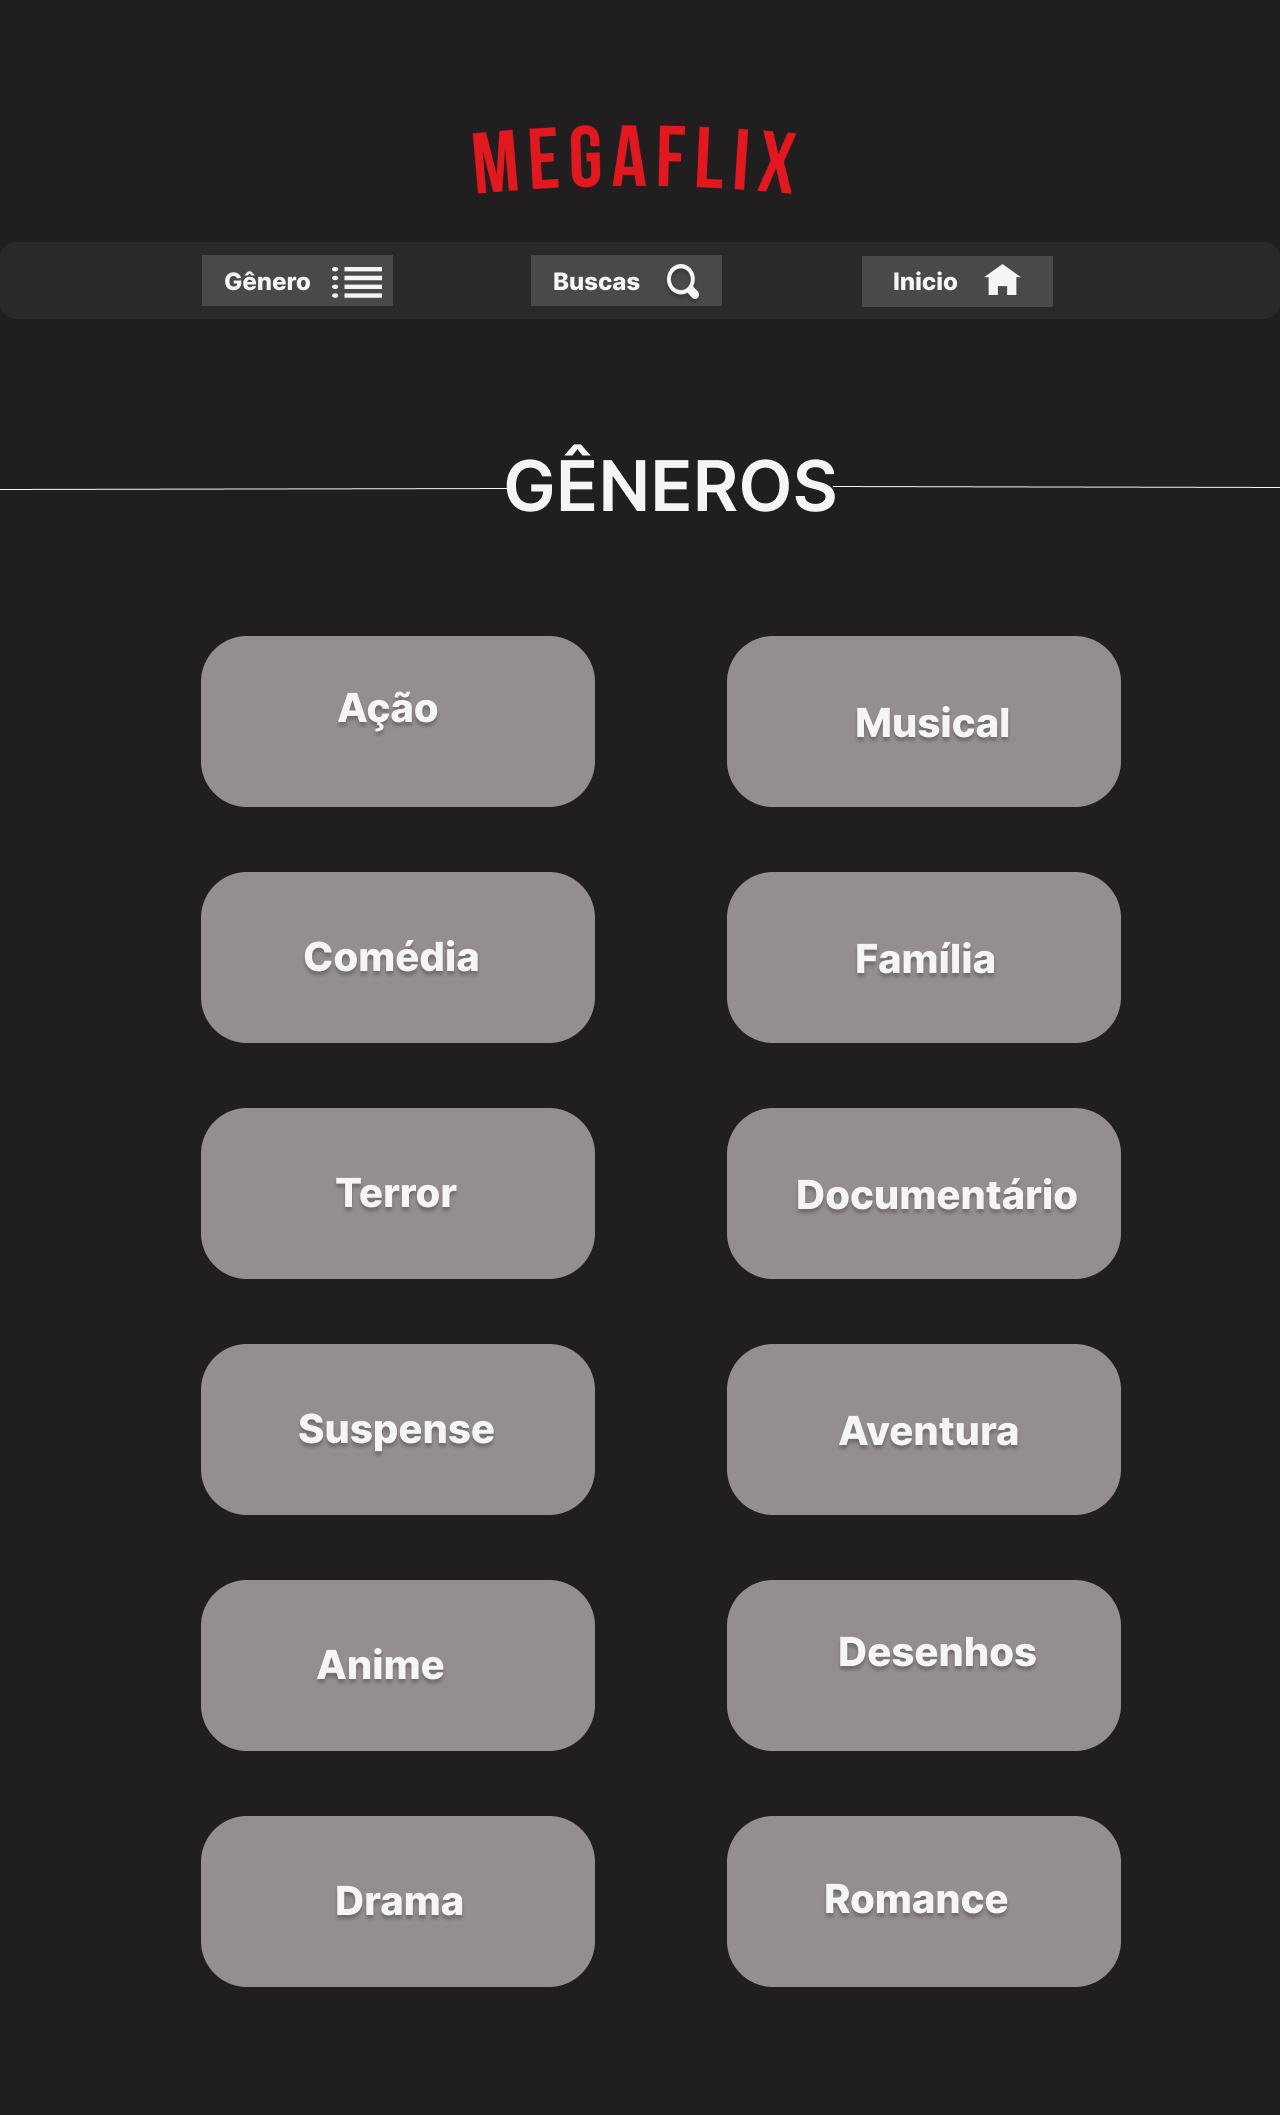 MEGAFLIX
Gênero Buscas Inicio
GÊNEROS
Ação Musical
Comédia Família
Terror Documentário
Suspense Aventura
Anime Desenhos
Drama Romance